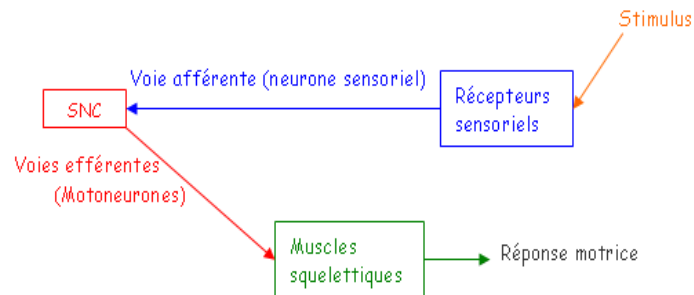 Stimulus
Voie afférente (neurone sensoriel)
Récepteurs
sensoriels
SNC
Voies efférentes
(Motoneurones)
Muscles
squelettiques
Réponse motrice